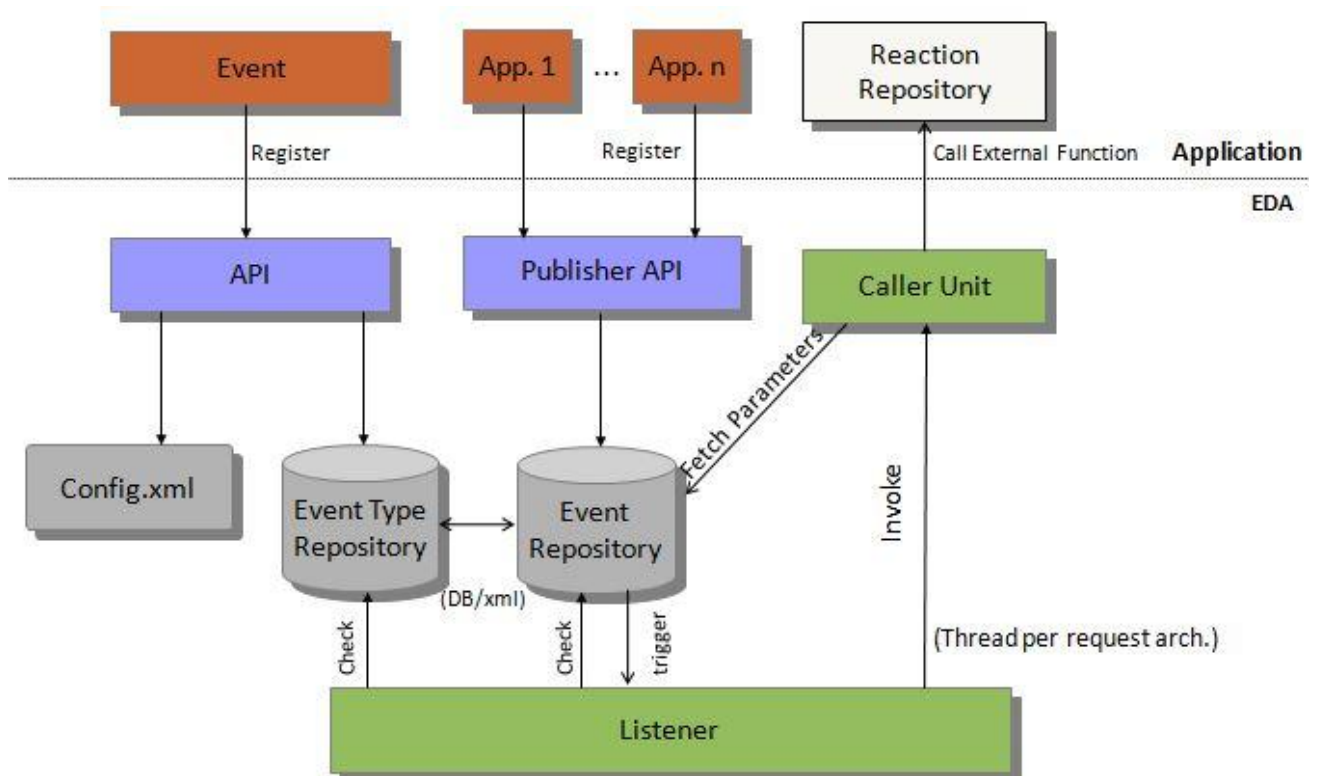 Event
App. 1
...
App. n
Reaction
Repository
Register
Register
Call External Function
Application
EDA
API
Publisher API
Caller Unit
Fetch Parameters
Config.xml
Event Type
Repository
Event
Repository
Invoke
(DB/xml)
Check
Check
trigger
(Thread per request arch.)
Listener